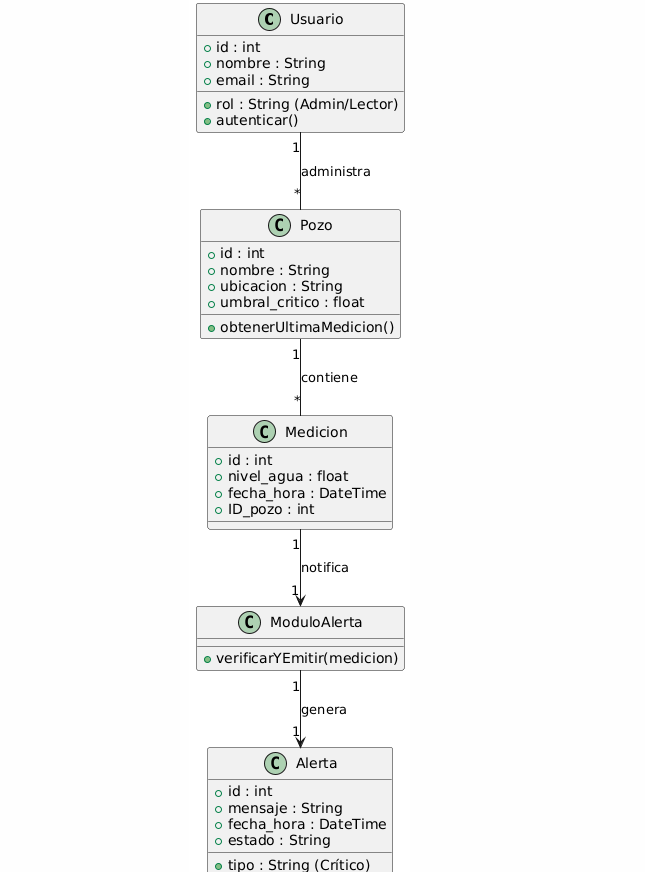 C Usuario
id : int
nombre : String
email : String
rol : String (Admin/Lector)
autenticar()
1
administra
*
C Pozo
id : int
nombre : String
ubicacion : String
umbral_critico : float
obtenerUltimaMedicion()
1
contiene
*
C Medicion
id : int
nivel_agua : float
fecha_hora : DateTime
ID_pozo : int
1
notifica
1
C ModuloAlerta
verificarYEmitir(medicion)
1
genera
1
C Alerta
id : int
mensaje : String
fecha_hora : DateTime
estado : String
tipo : String (Crítico)